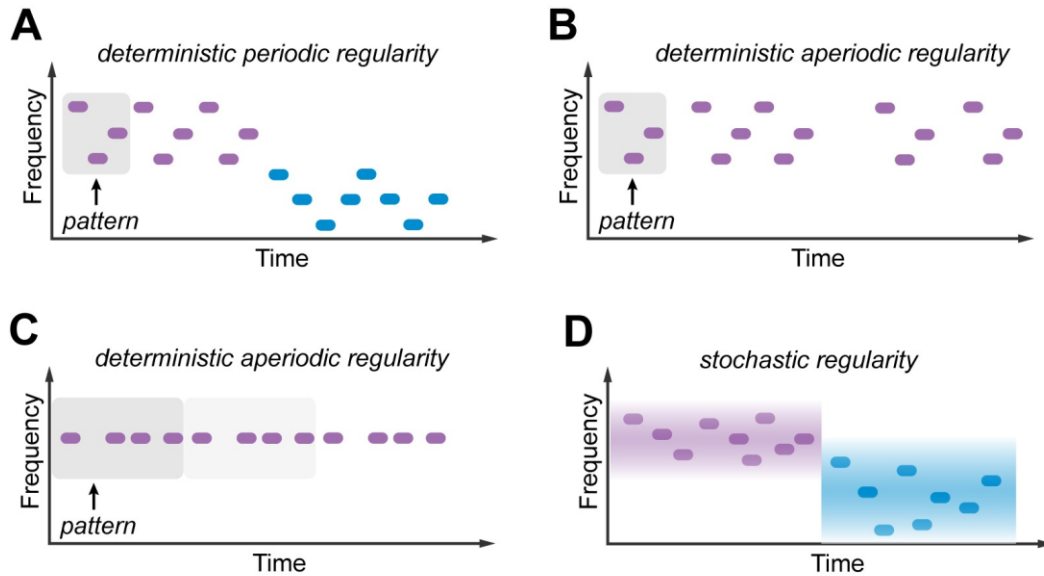 A
deterministic periodic regularity
Frequency
pattern
Time
B
deterministic aperiodic regularity
Frequency
pattern
Time
C
deterministic aperiodic regularity
Frequency
pattern
Time
D
stochastic regularity
Frequency
Time